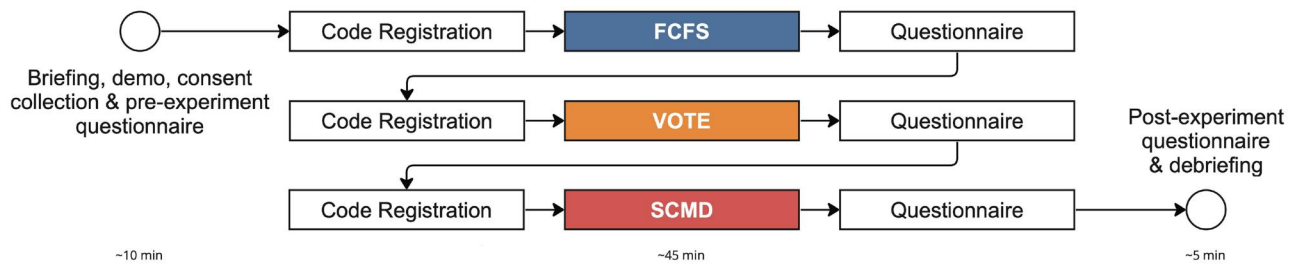 Code Registration
FCFS
Questionnaire
Briefing, demo, consent
collection & pre-experiment
questionnaire
Code Registration
VOTE
Questionnaire
Post-experiment
questionnaire
& debriefing
Code Registration
SCMD
Questionnaire
~10 min
~45 min
~5 min